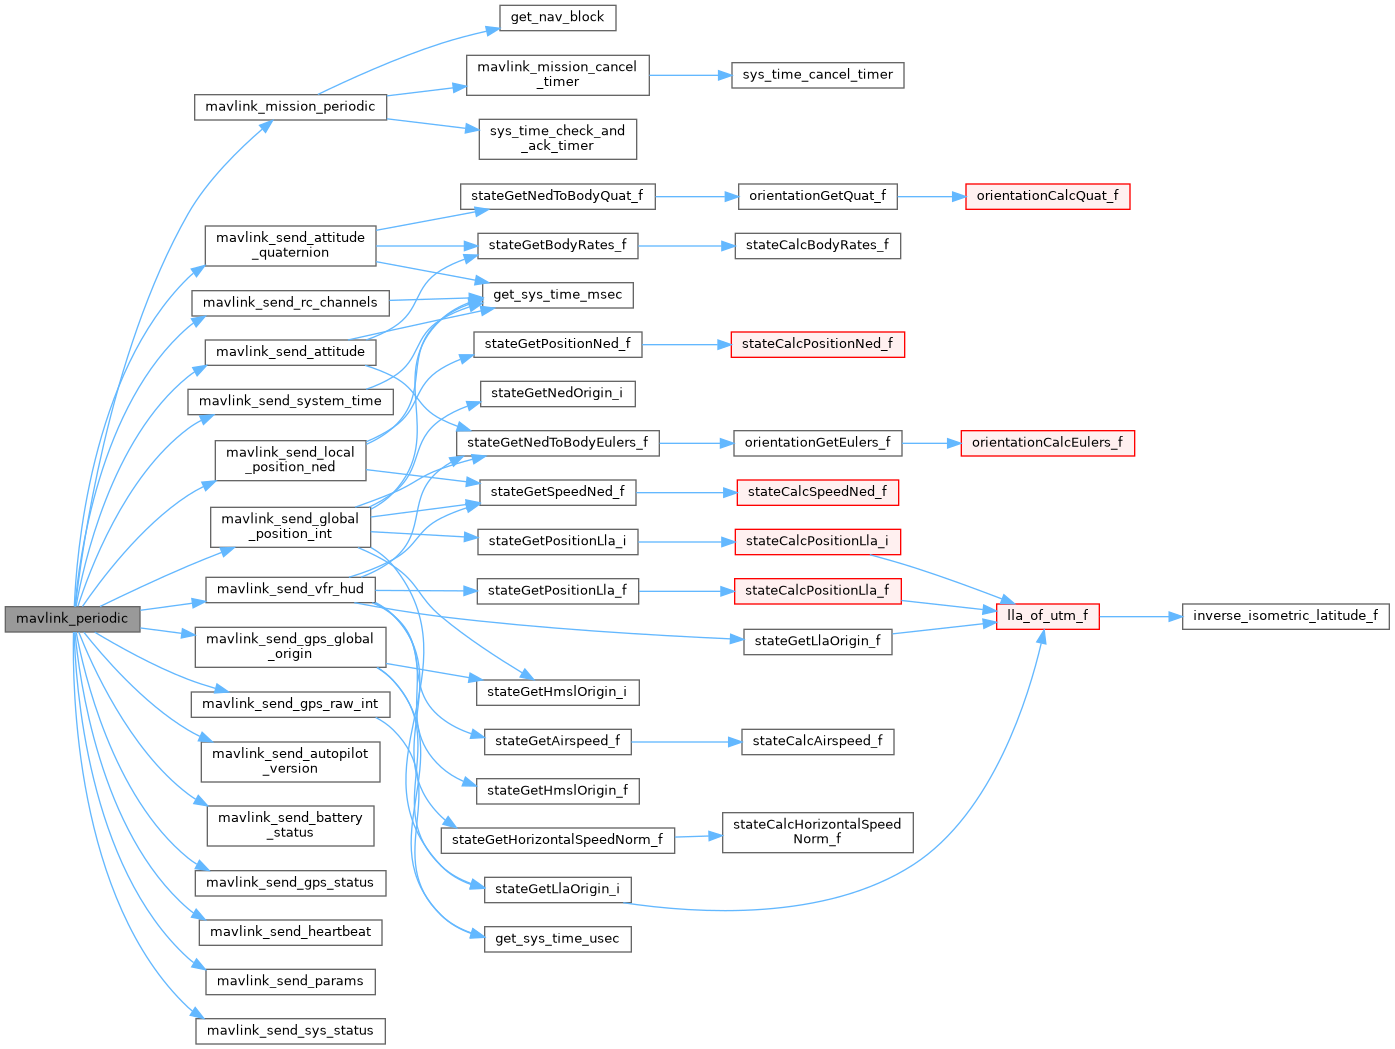 mavlink_periodic
mavlink_mission_periodic
mavlink_send_attitude
_quaternion
mavlink_send_rc_channels
mavlink_send_attitude
mavlink_send_system_time
mavlink_send_local
_position_ned
mavlink_send_global
_position_int
mavlink_send_vfr_hud
mavlink_send_gps_global
_origin
mavlink_send_gps_raw_int
mavlink_send_autopilot
_version
mavlink_send_battery
_status
mavlink_send_gps_status
mavlink_send_heartbeat
mavlink_send_params
mavlink_send_sys_status
get_nav_block
mavlink_mission_cancel
_timer
sys_time_check_and
_ack_timer
stateGetNedToBodyQuat_f
stateGetBodyRates_f
get_sys_time_msec
stateGetPositionNed_f
stateGetNedOrigin_i
stateGetNedToBodyEulers_f
stateGetSpeedNed_f
stateGetPositionLla_i
stateGetPositionLla_f
stateGetHmslOrigin_i
stateGetAirspeed_f
stateGetHmslOrigin_f
stateGetHorizontalSpeedNorm_f
stateGetLlaOrigin_i
get_sys_time_usec
sys_time_cancel_timer
orientationGetQuat_f
stateCalcBodyRates_f
stateCalcPositionNed_f
orientationGetEulers_f
stateCalcSpeedNed_f
stateCalcPositionLla_i
stateCalcPositionLla_f
stateGetLlaOrigin_f
stateCalcAirspeed_f
stateCalcHorizontalSpeed
Norm_f
orientationCalcQuat_f
orientationCalcEulers_f
lla_of_utm_f
inverse_isometric_latitude_f